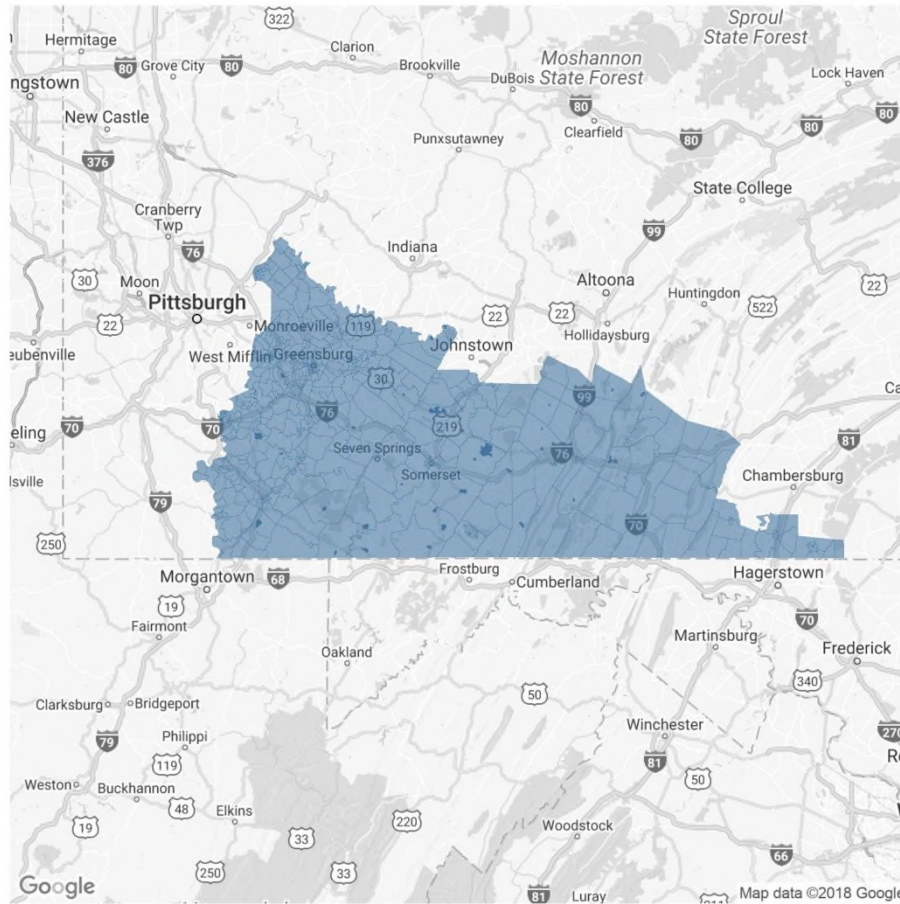 322
Sproul
State Forest
Hermitage
Clarion
80
Grove City
80
Brookville
Moshannon
State Forest
Lock Haven
ngstown
DuBois
80
New Castle
Clearfield
80
80
80
Punxsutawney
376
State College
Cranberry
Twp
76
99
Indiana
30
Moon
Altoona
22
Pittsburgh
Huntingdon
522
22
Monroeville
119
22
22
Hollidaysburg
eubenville
West Mifflin
Greensburg
Johnstown
30
99
Ca
70
76
219
70
eling
81
Seven Springs
76
Somerset
Chambersburg
lsville
79
70
250
Morgantown
68
Frostburg
Cumberland
Hagerstown
19
70
Fairmont
Martinsburg
Oakland
Frederick
340
50
Clarksburg
Bridgeport
Winchester
79
Philippi
270
119
81
Re
Weston
50
Buckhannon
48
Elkins
220
19
33
Woodstock
66
250
33
Google
81
Luray
Map data ©2018 Google